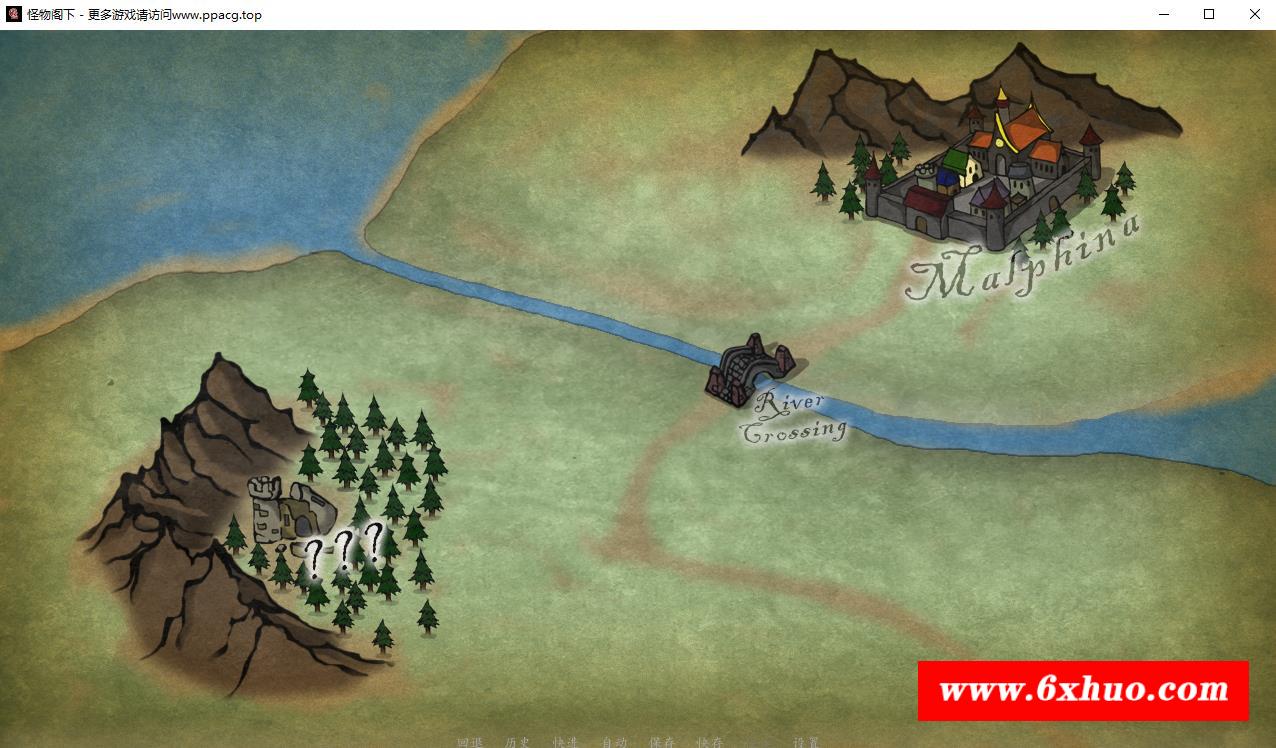 怪物阁下 - 更多游戏请访问www.ppacg.top
Malphina
River
Crossing
???
www.6xhuo.com
回退 历史 快进 自动 保存 快存 设置